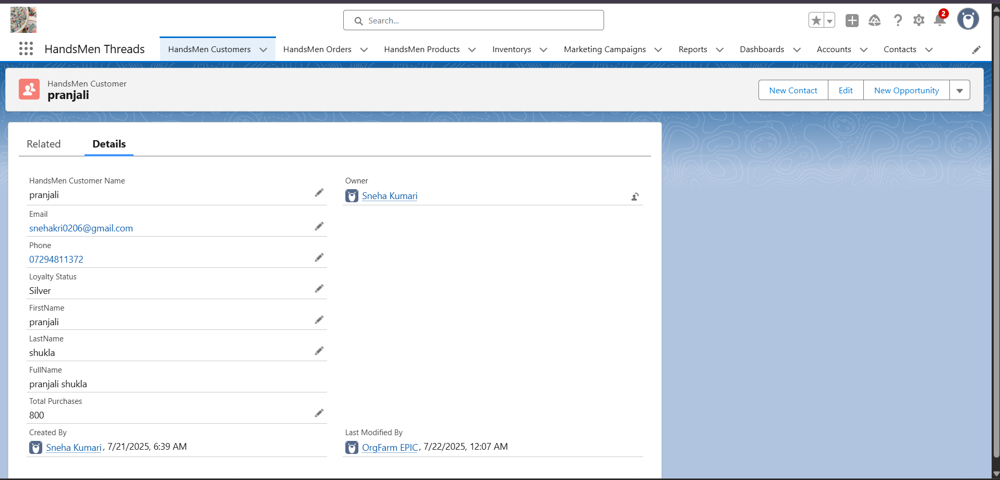 Search...
2
HandsMen Threads
HandsMen Customers
HandsMen Orders
HandsMen Products
Inventorys
Marketing Campaigns
Reports
Dashboards
Accounts
Contacts
HandsMen Customer
pranjali
New Contact
Edit
New Opportunity
Related
Details
HandsMen Customer Name
pranjali
Owner
Sneha Kumari
Email
snehakri0206@gmail.com
Phone
07294811372
Loyalty Status
Silver
FirstName
pranjali
LastName
shukla
FullName
pranjali shukla
Total Purchases
800
Created By
Sneha Kumari, 7/21/2025, 6:39 AM
Last Modified By
OrgFarm EPIC, 7/22/2025, 12:07 AM